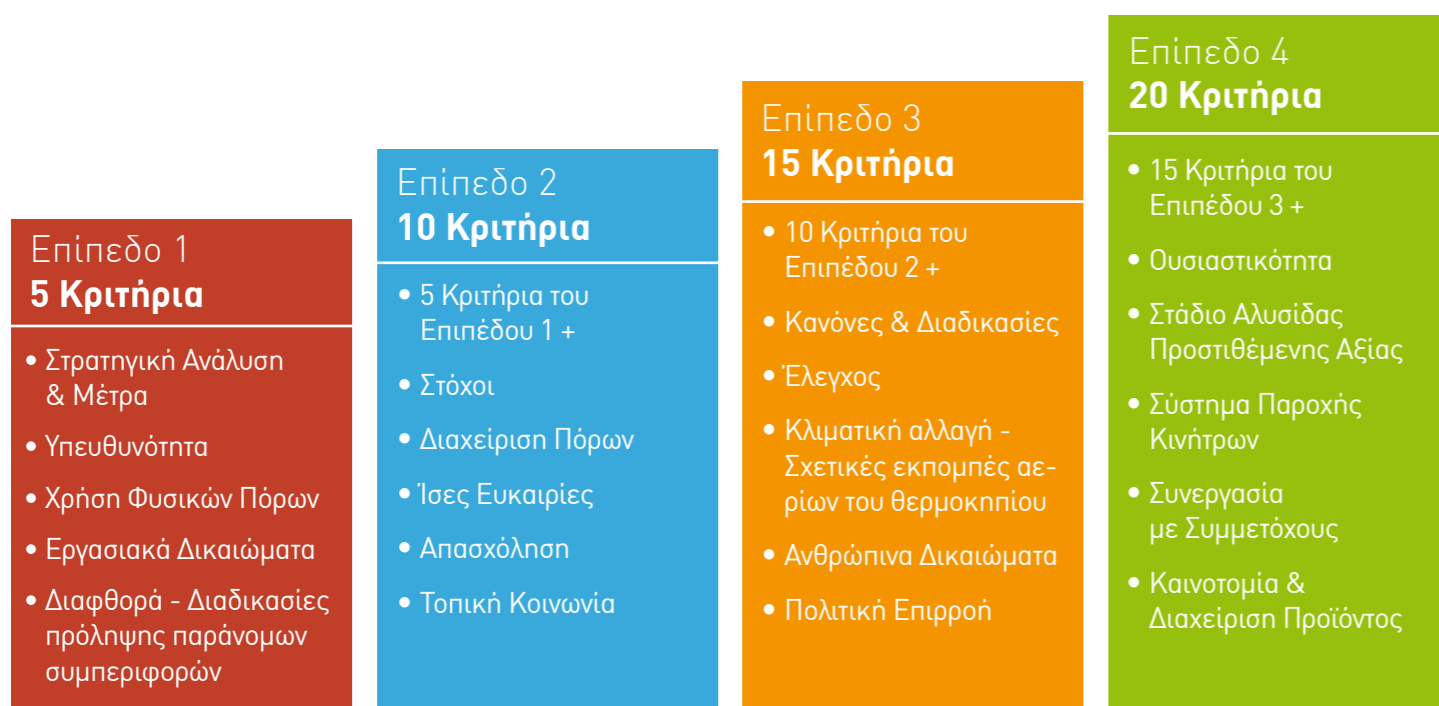 Επίπεδο 1
5 Κριτήρια
• Στρατηγική Ανάλυση
& Μέτρα
• Υπευθυνότητα
• Χρήση Φυσικών Πόρων
• Εργασιακά Δικαιώματα
• Διαφθορά - Διαδικασίες
πρόληψης παράνομων
συμπεριφορών
Επίπεδο 2
10 Κριτήρια
• 5 Κριτήρια του
Επιπέδου 1 +
• Στόχοι
• Διαχείριση Πόρων
• Ίσες Ευκαιρίες
• Απασχόληση
• Τοπική Κοινωνία
Επίπεδο 3
15 Κριτήρια
• 10 Κριτήρια του
Επιπέδου 2 +
• Κανόνες & Διαδικασίες
• Έλεγχος
• Κλιματική αλλαγή -
Σχετικές εκπομπές αε-
ρίων του θερμοκηπίου
• Ανθρώπινα Δικαιώματα
• Πολιτική Επιρροή
Επίπεδο 4
20 Κριτήρια
• 15 Κριτήρια του
Επιπέδου 3 +
• Ουσιαστικότητα
• Στάδιο Αλυσίδας
Προστιθέμενης Αξίας
• Σύστημα Παροχής
Κινήτρων
• Συνεργασία
με Συμμετόχους
• Καινοτομία &
Διαχείριση Προϊόντος